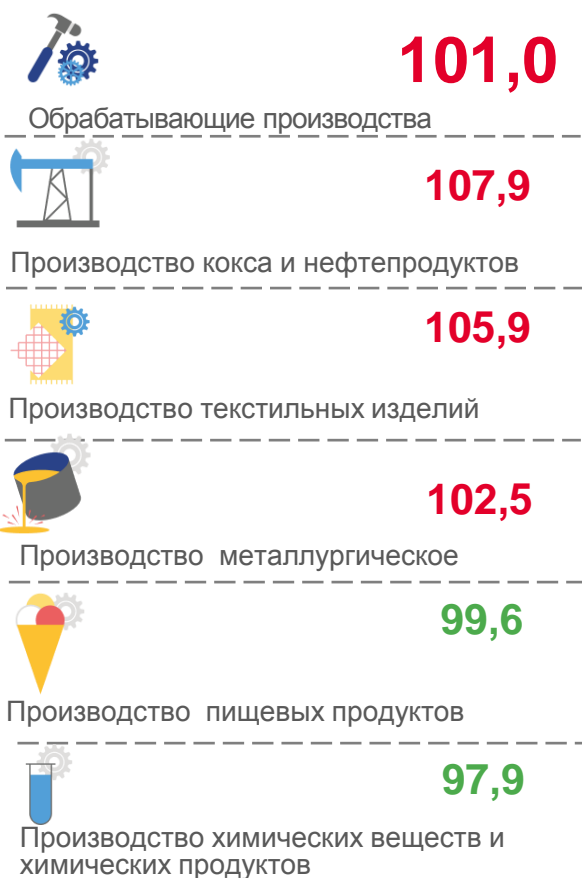 101,0
Обрабатывающие производства
107,9
Производство кокса и нефтепродуктов
105,9
Производство текстильных изделий
102,5
Производство металлургическое
99,6
Производство пищевых продуктов
97,9
Производство химических веществ и
химических продуктов